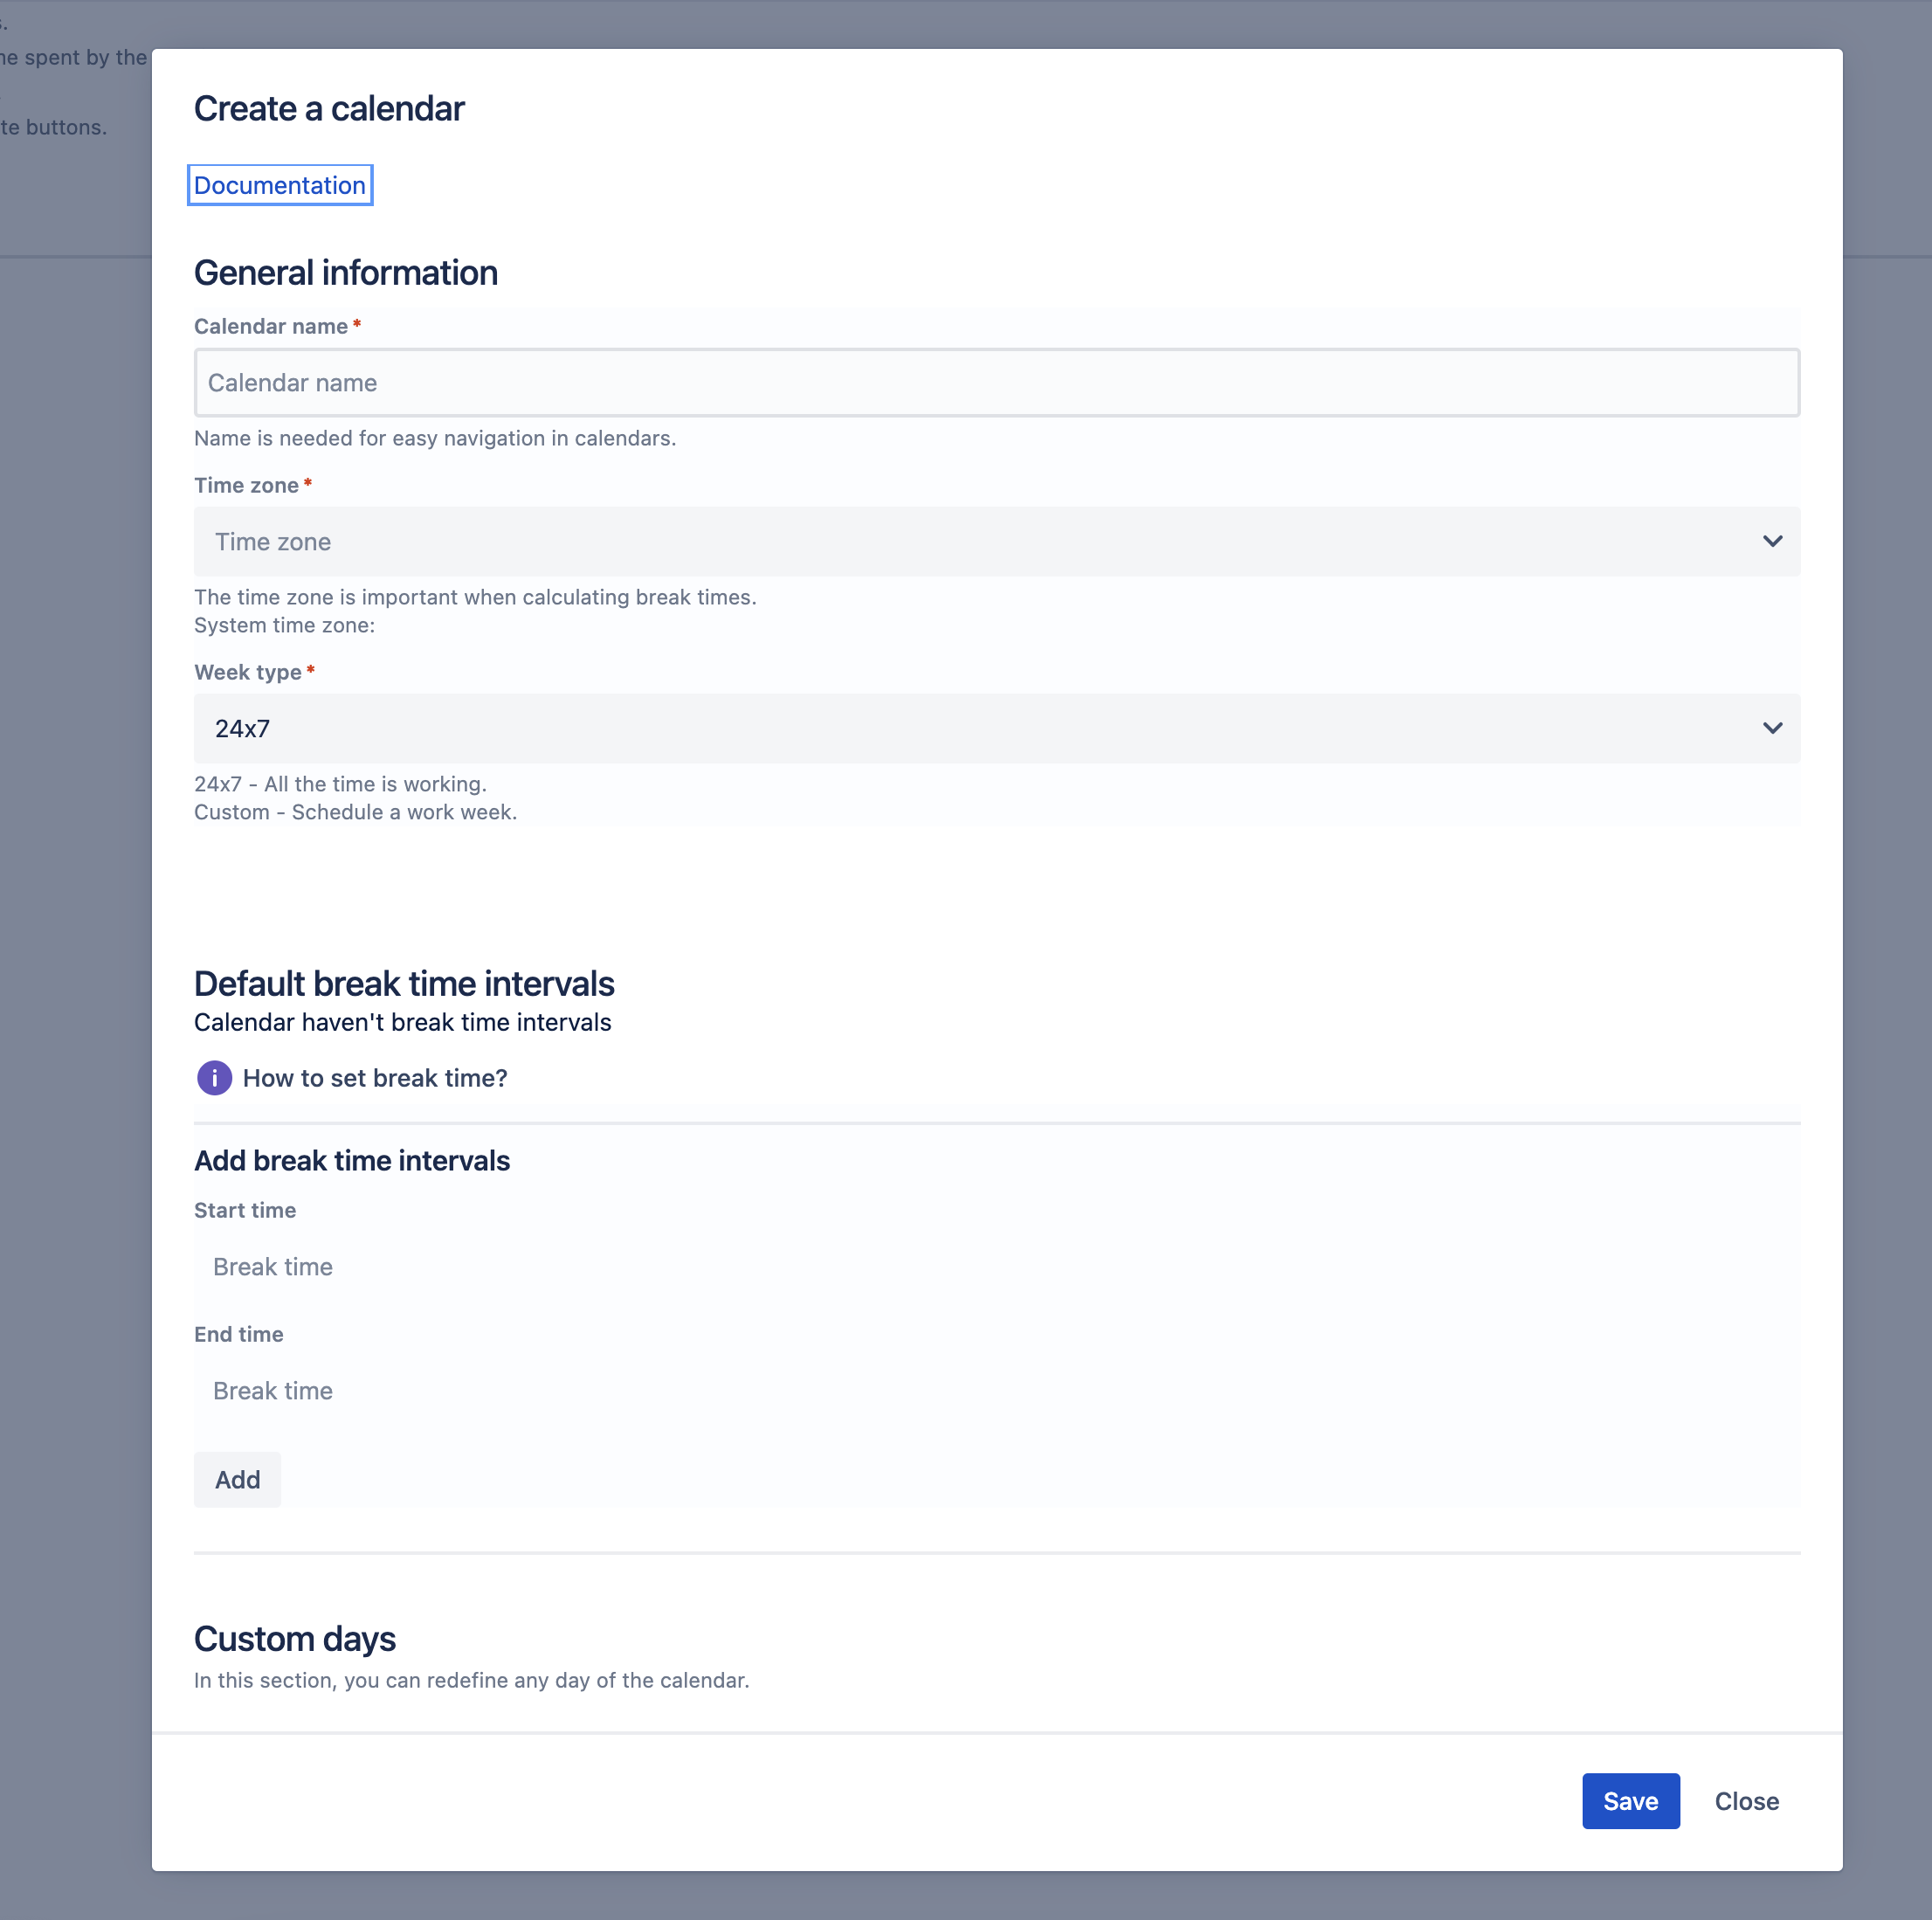 s.
ne spent by the
te buttons.
Create a calendar
Documentation
General information
Calendar name *
Calendar name
Name is needed for easy navigation in calendars.
Time zone *
Time zone
The time zone is important when calculating break times.
System time zone:
Week type *
24x7
24x7 - All the time is working.
Custom - Schedule a work week.
Default break time intervals
Calendar haven't break time intervals
How to set break time?
Add break time intervals
Start time
Break time
End time
Break time
Add
Custom days
In this section, you can redefine any day of the calendar.
Save Close